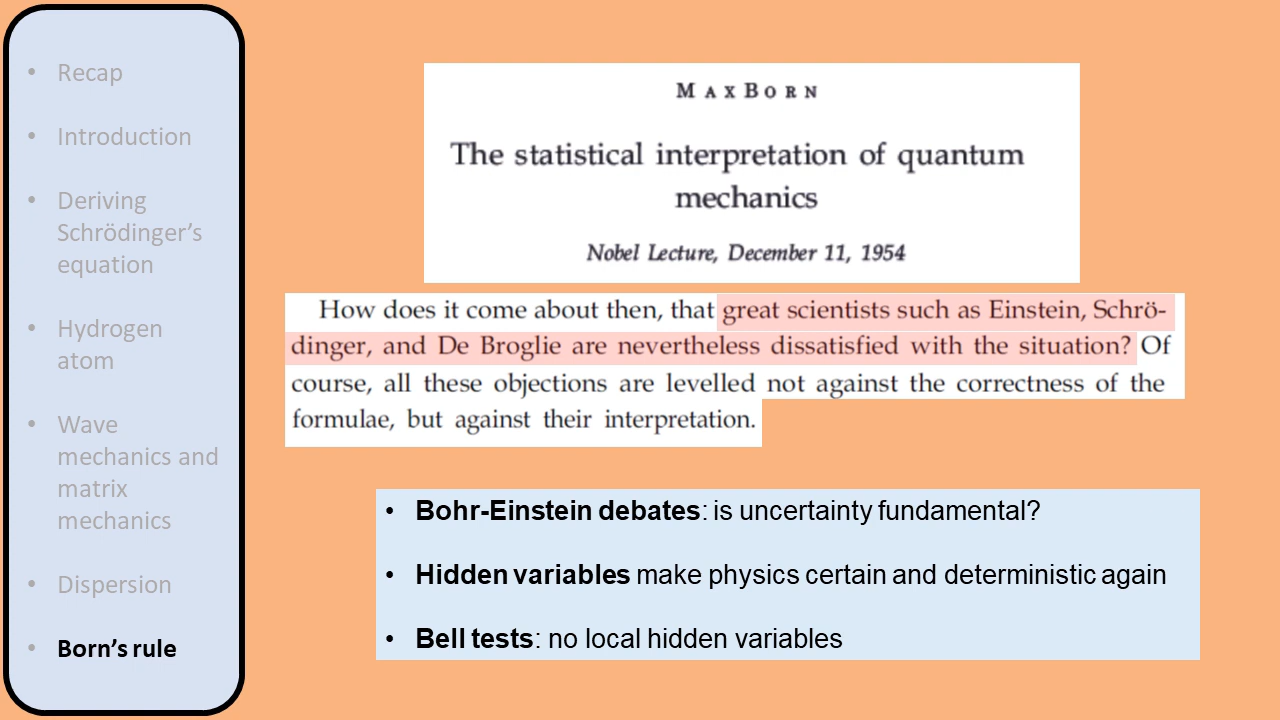 • Recap
• Introduction
• Deriving
Schrödinger’s
equation
• Hydrogen
atom
• Wave
mechanics and
matrix
mechanics
• Dispersion
• Born’s rule
MAXBORN
The statistical interpretation of quantum
mechanics
Nobel Lecture, December 11, 1954
How does it come about then, that great scientists such as Einstein, Schrö-
dinger, and De Broglie are nevertheless dissatisfied with the situation? Of
course, all these objections are levelled not against the correctness of the
formulae, but against their interpretation.
• Bohr-Einstein debates: is uncertainty fundamental?
• Hidden variables make physics certain and deterministic again
• Bell tests: no local hidden variables